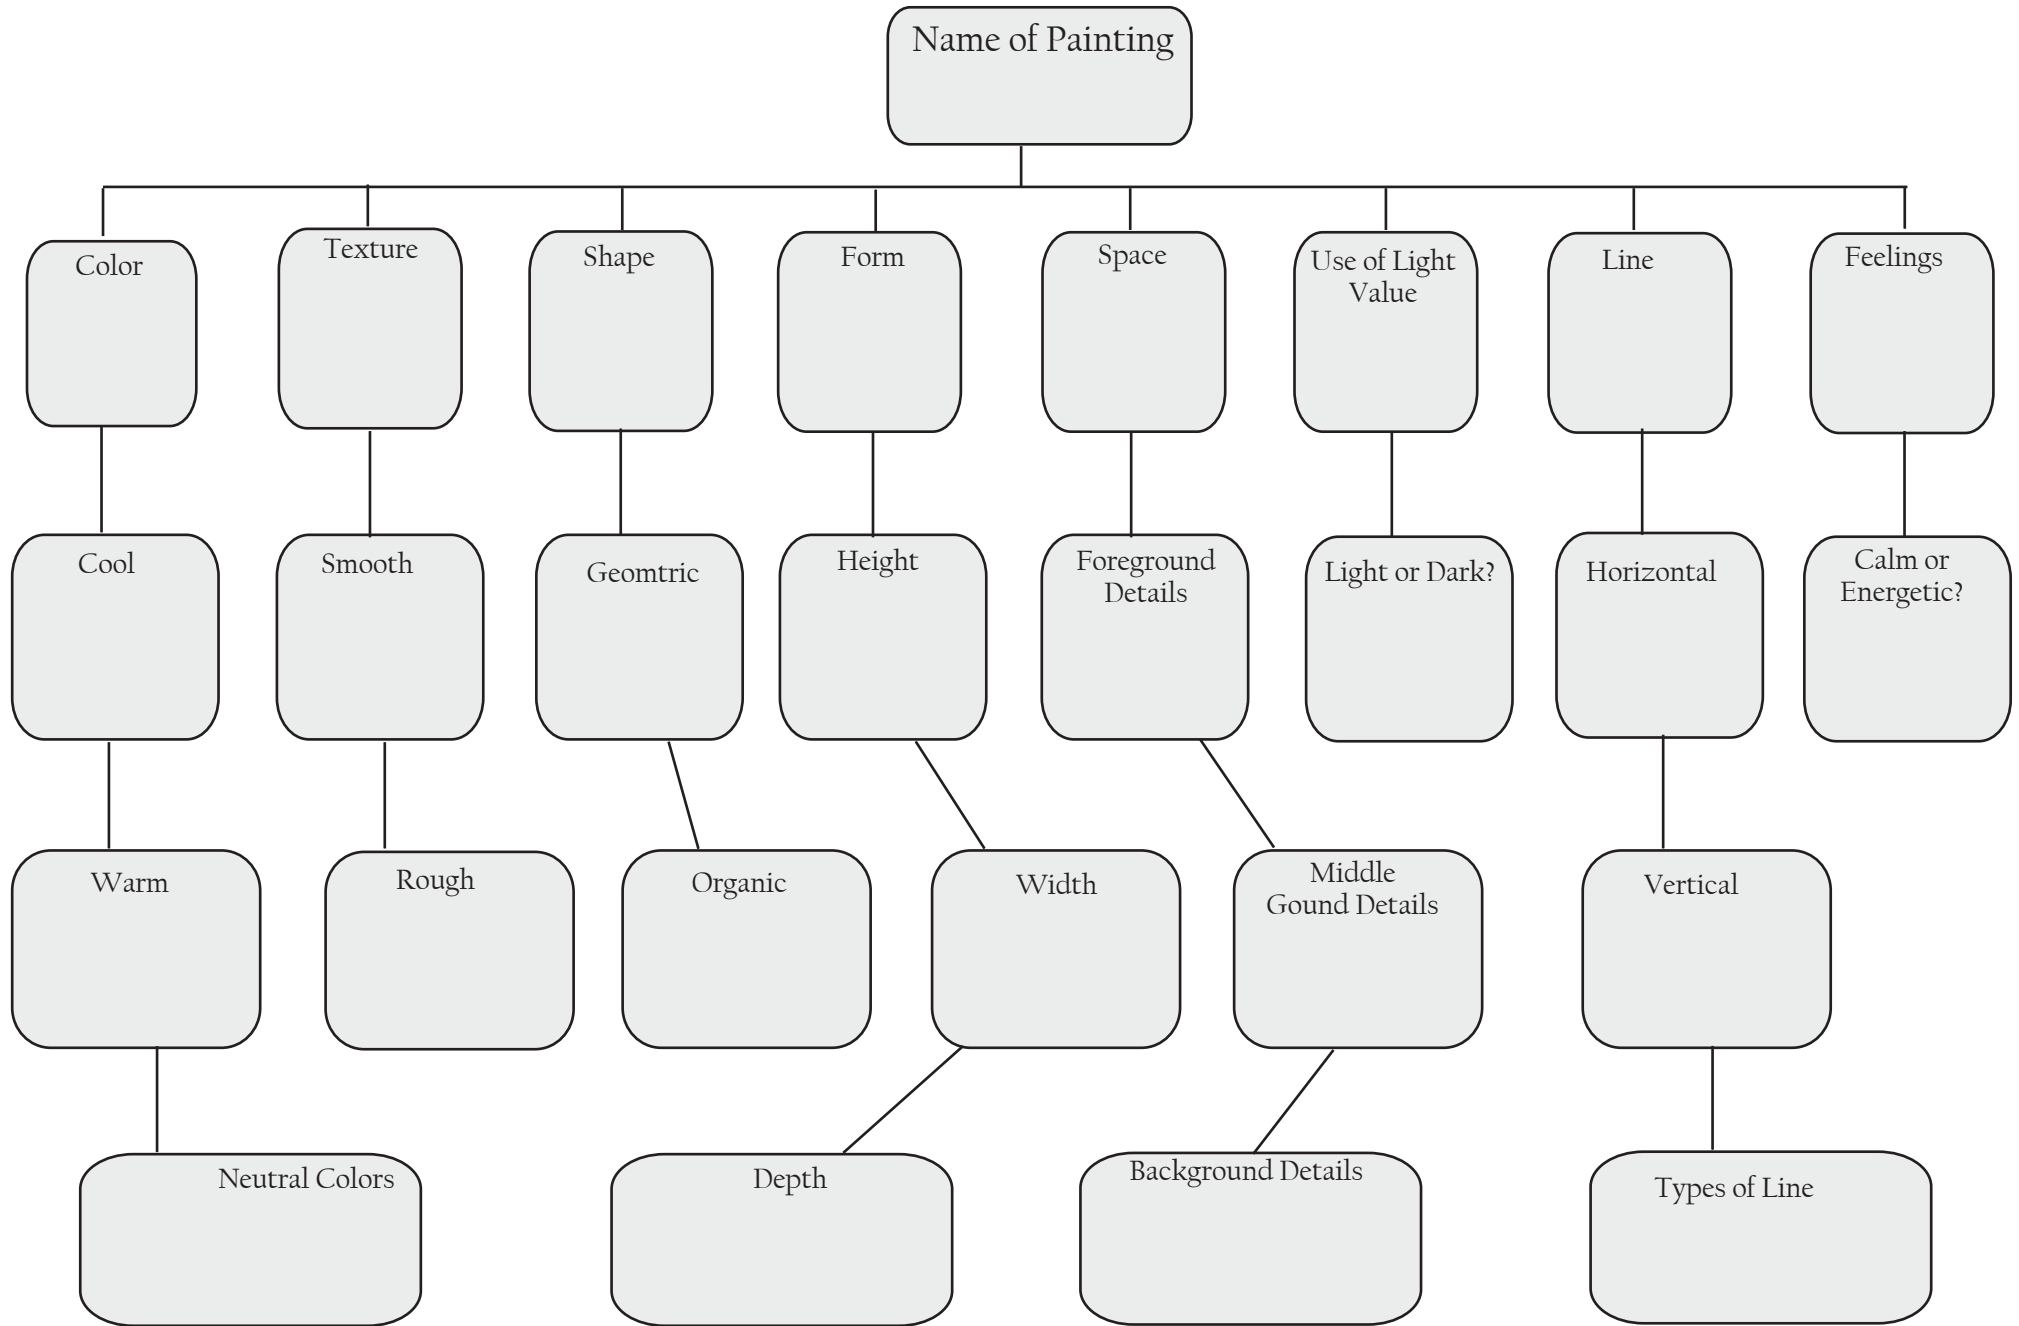 Name of Painting
Color
Texture
Shape
Form
Space
Use of Light
Value
Line
Feelings
Cool
Smooth
Geomtric
Height
Foreground
Details
Light or Dark?
Horizontal
Calm or
Energetic?
Warm
Rough
Organic
Width
Middle
Gound Details
Vertical
Neutral Colors
Depth
Background Details
Types of Line